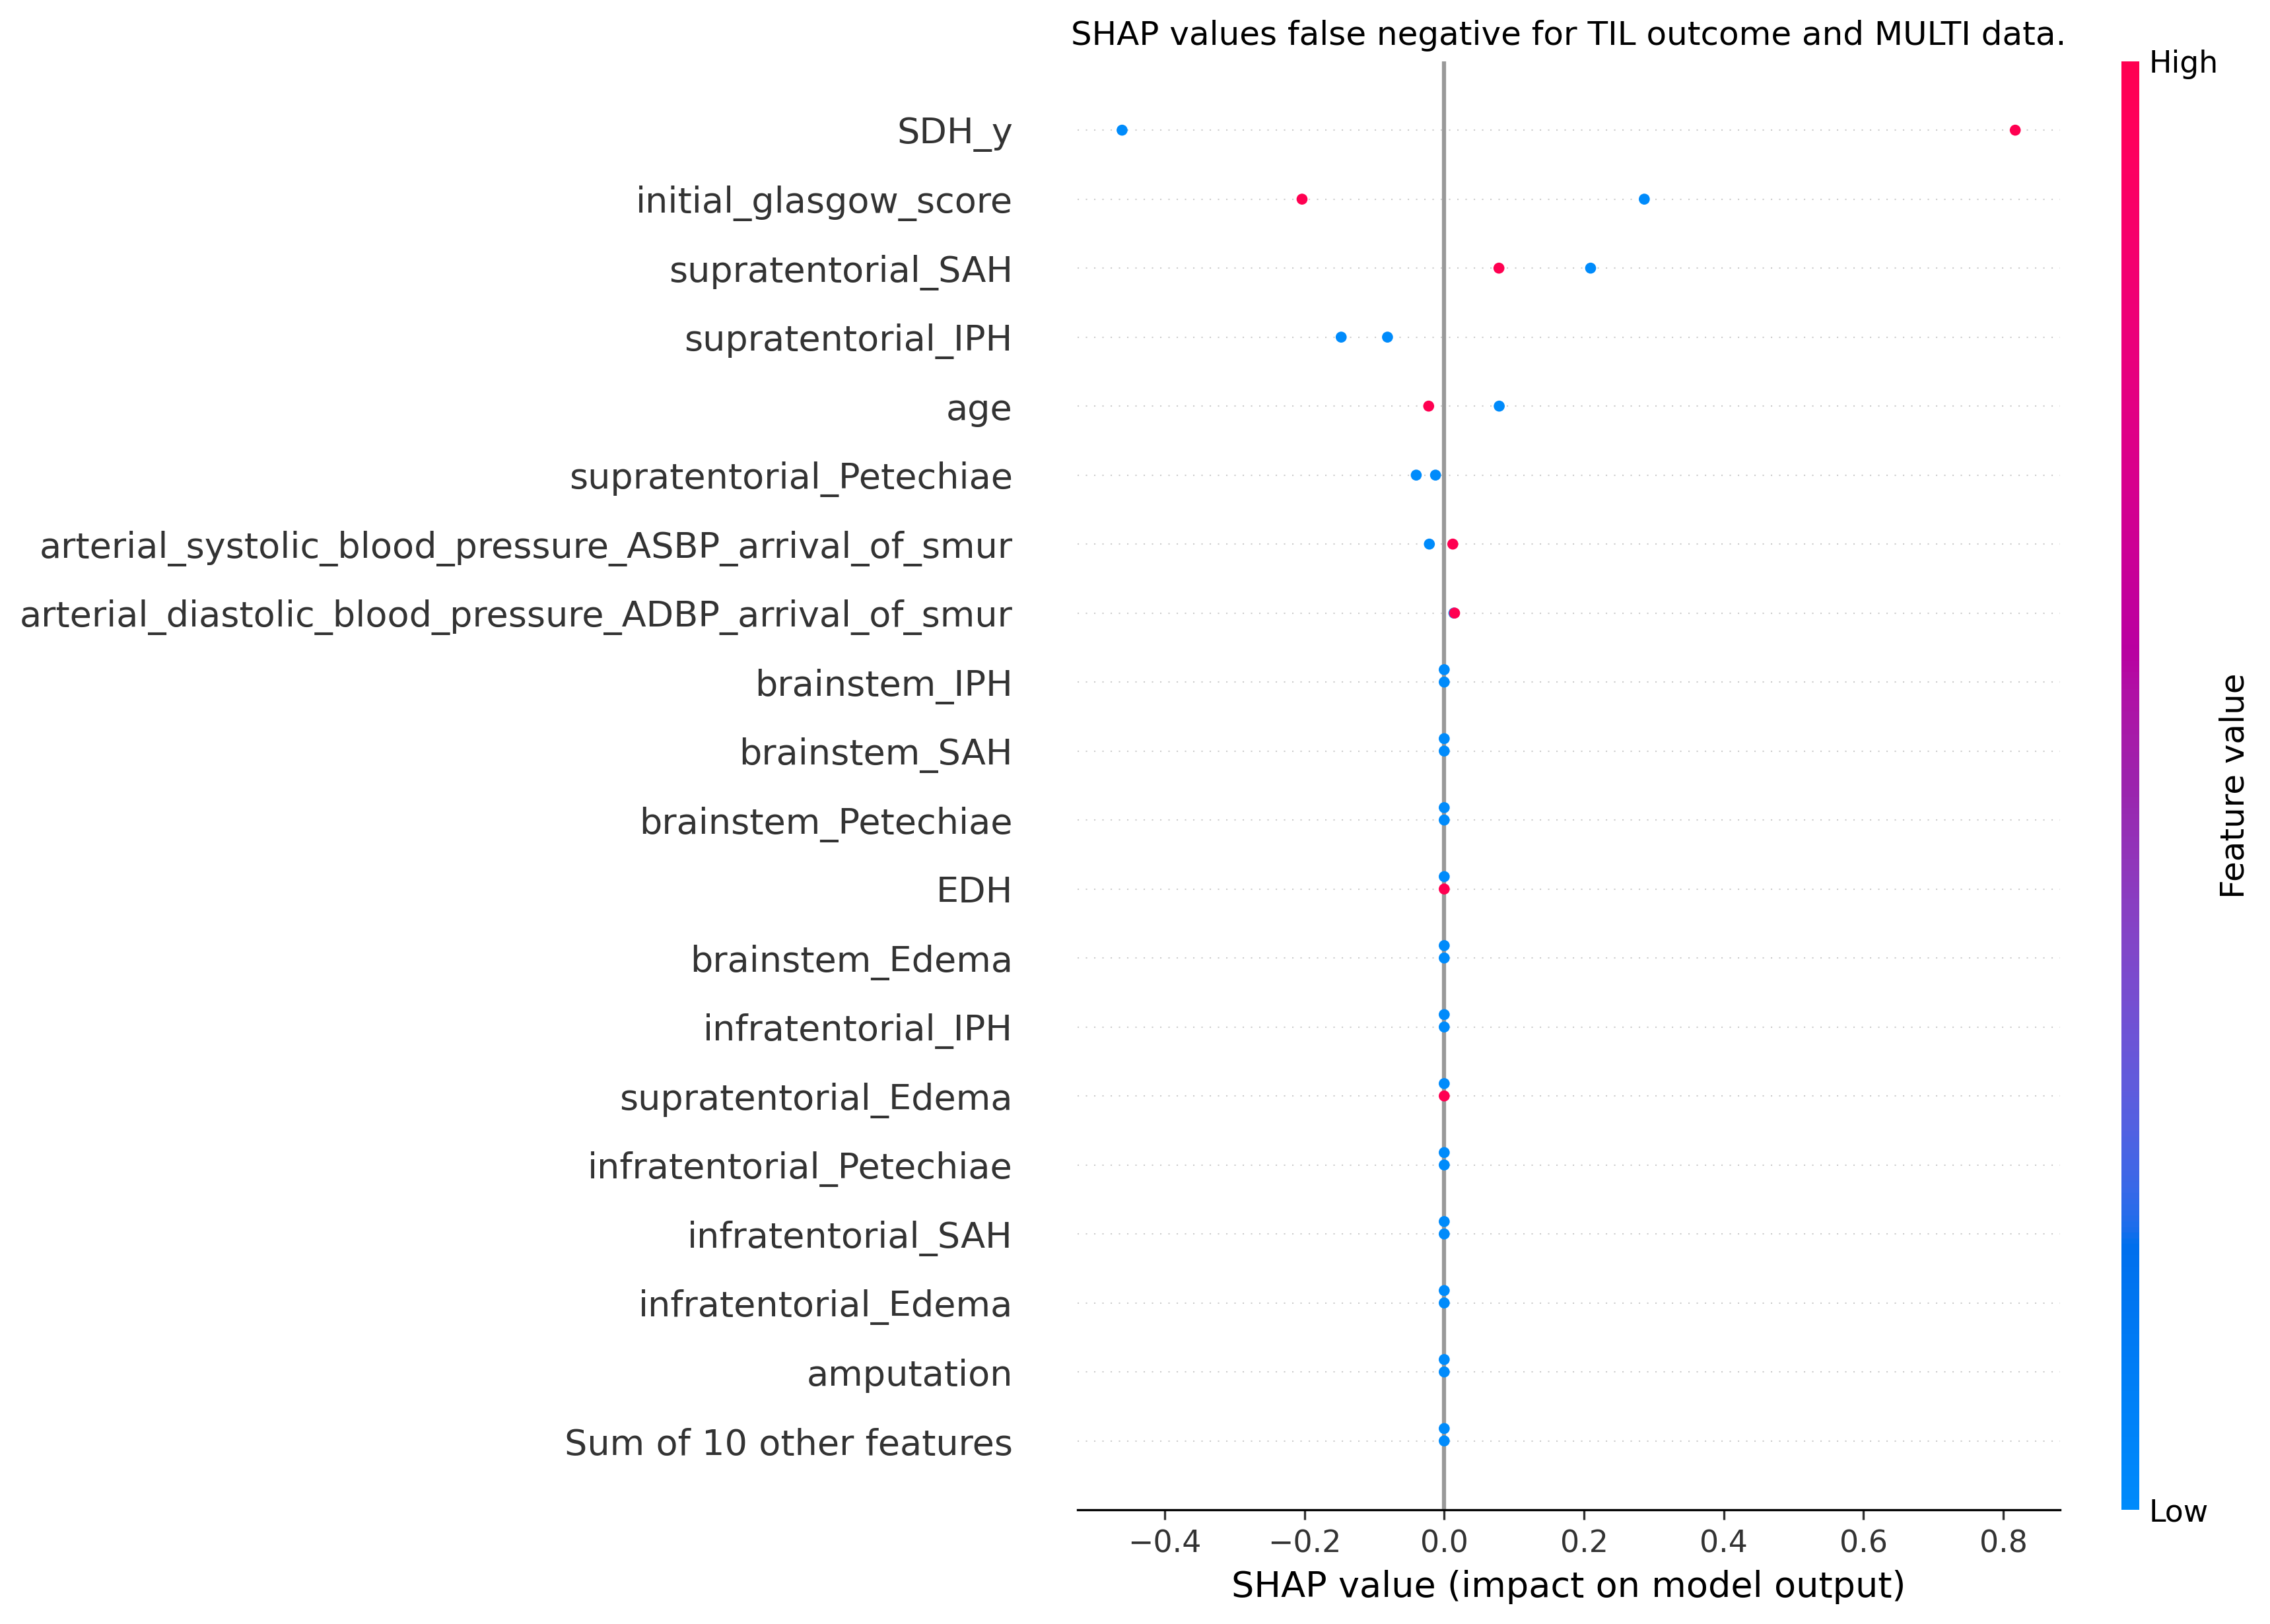 SHAP values false negative for TIL outcome and MULTI data.
High
SDH_y
initial_glasgow_score
supratentorial_SAH
supratentorial_IPH
age
supratentorial_Petechiae
arterial_systolic_blood_pressure_ASBP_arrival_of_smur
arterial_diastolic_blood_pressure_ADBP_arrival_of_smur
brainstem_IPH
brainstem_SAH
brainstem_Petechiae
EDH
brainstem_Edema
infratentorial_IPH
supratentorial_Edema
infratentorial_Petechiae
infratentorial_SAH
infratentorial_Edema
amputation
Sum of 10 other features
Feature value
Low
−0.4 −0.2 0.0 0.2 0.4 0.6 0.8
SHAP value (impact on model output)